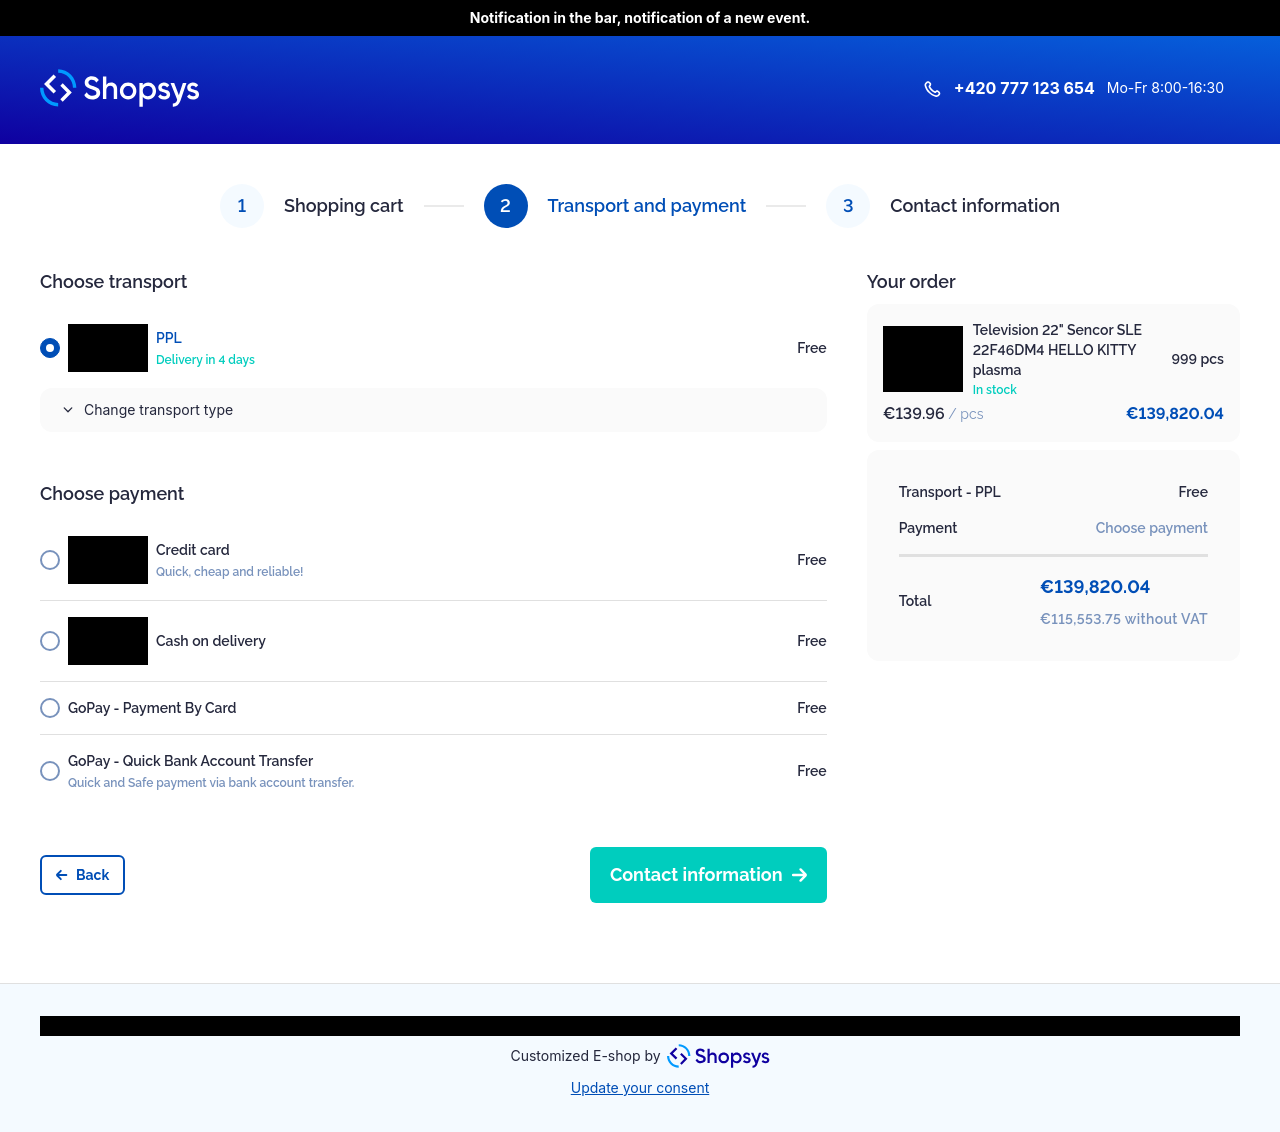 Notification in the bar, notification of a new event.
Shopsys
+420 777 123 654 Mo-Fr 8:00-16:30
1 Shopping cart 2 Transport and payment 3 Contact information
Choose transport
PPL
Delivery in 4 days
Free
Change transport type
Choose payment
Credit card
Quick, cheap and reliable!
Free
Cash on delivery Free
GoPay - Payment By Card Free
GoPay - Quick Bank Account Transfer
Quick and Safe payment via bank account transfer.
Free
Back
Contact information
Your order
Television 22" Sencor SLE
22F46DM4 HELLO KITTY
plasma
In stock
999 pcs
€139.96 / pcs €139,820.04
Transport - PPL Free
Payment Choose payment
Total
€139,820.04
€115,553.75 without VAT
Customized E-shop by Shopsys
Update your consent